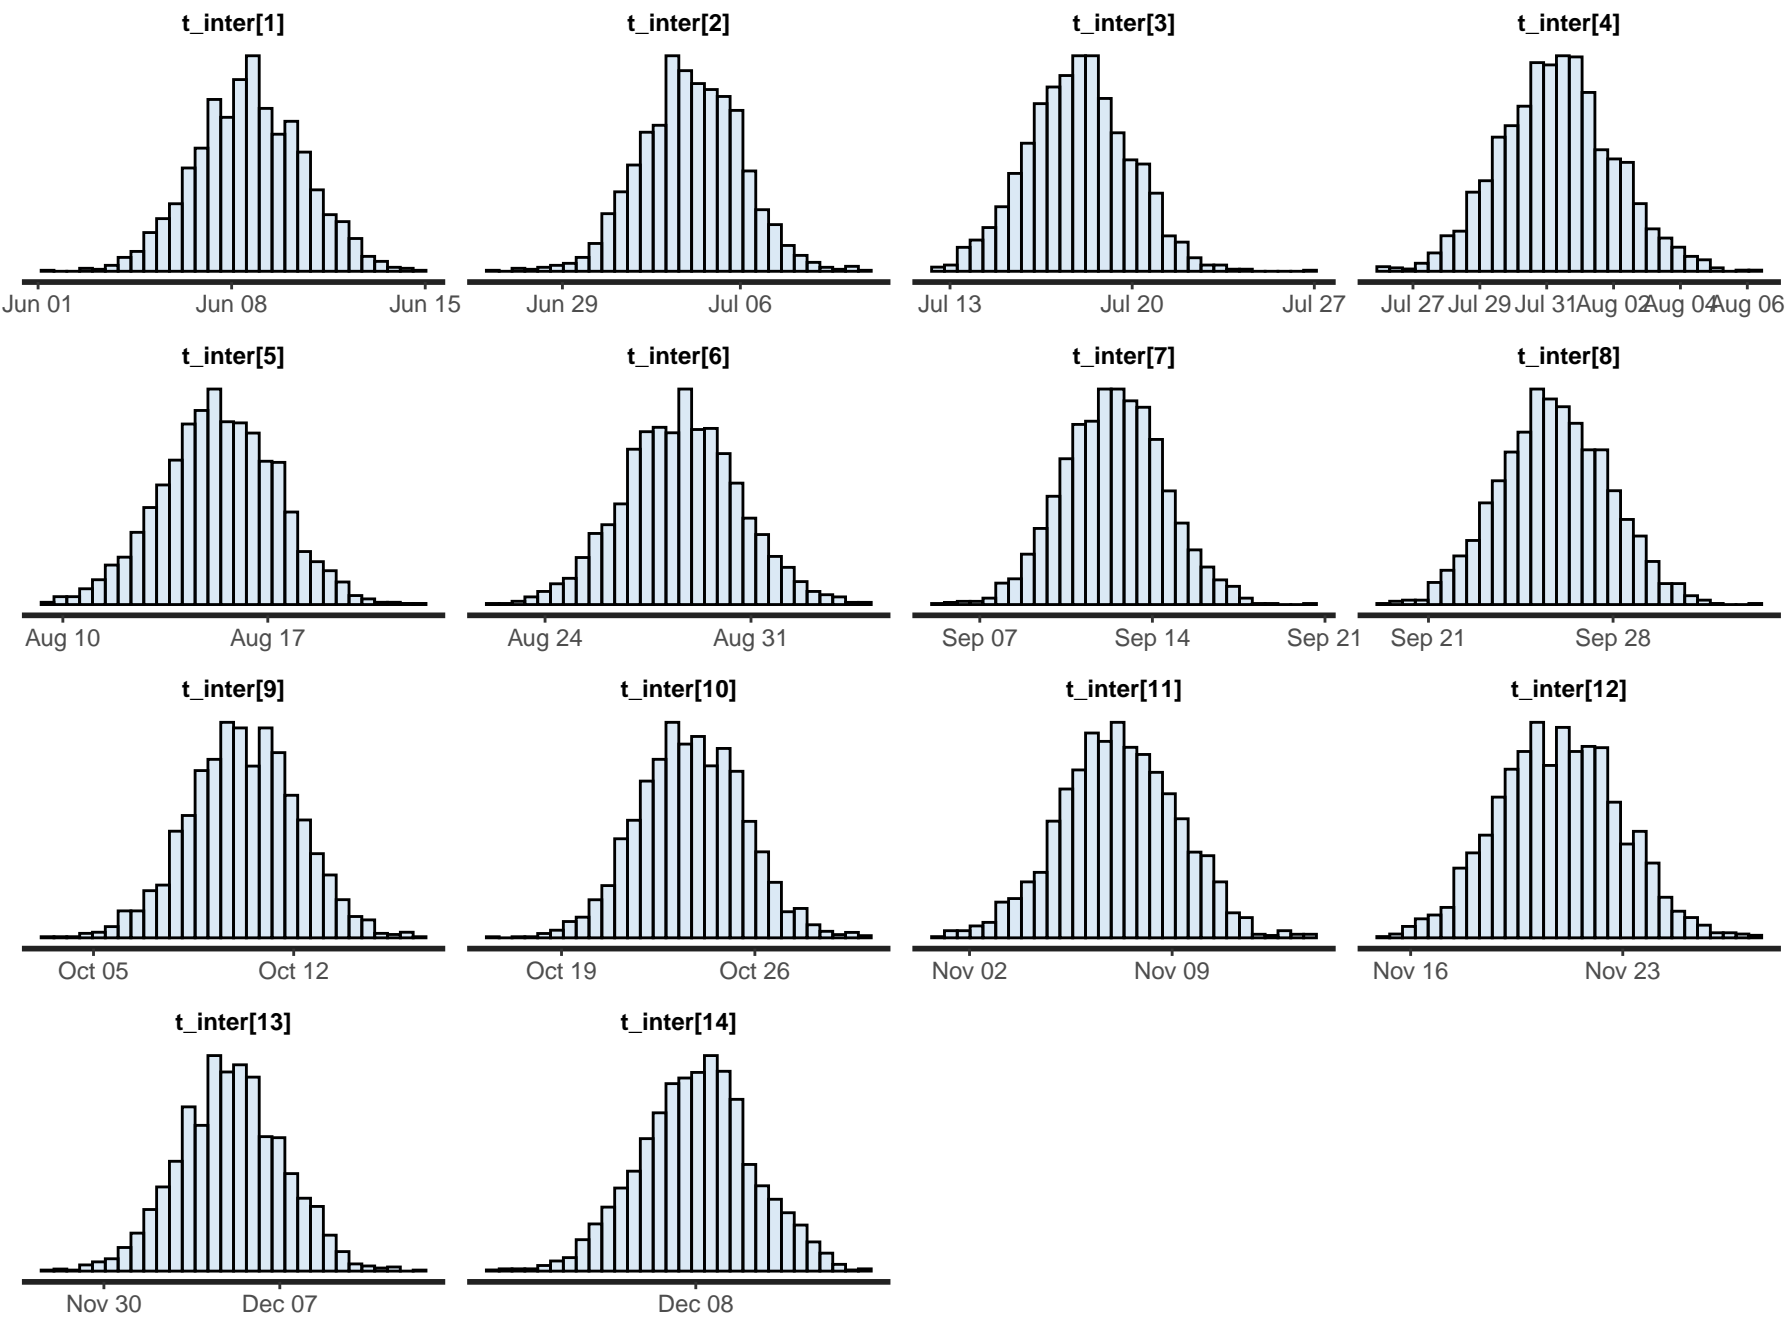 t_inter[1] t_inter[2] t_inter[3] t_inter[4]
Jun 01 Jun 08 Jun 15 Jun 29 Jul 06 Jul 13 Jul 20 Jul 27 Jul 27 Jul 29 Jul 31 Aug 02 Aug 04 Aug 06
t_inter[5] t_inter[6] t_inter[7] t_inter[8]
Aug 10 Aug 17 Aug 24 Aug 31 Sep 07 Sep 14 Sep 21 Sep 21 Sep 28
t_inter[9] t_inter[10] t_inter[11] t_inter[12]
Oct 05 Oct 12 Oct 19 Oct 26 Nov 02 Nov 09 Nov 16 Nov 23
t_inter[13] t_inter[14]
Nov 30 Dec 07 Dec 08